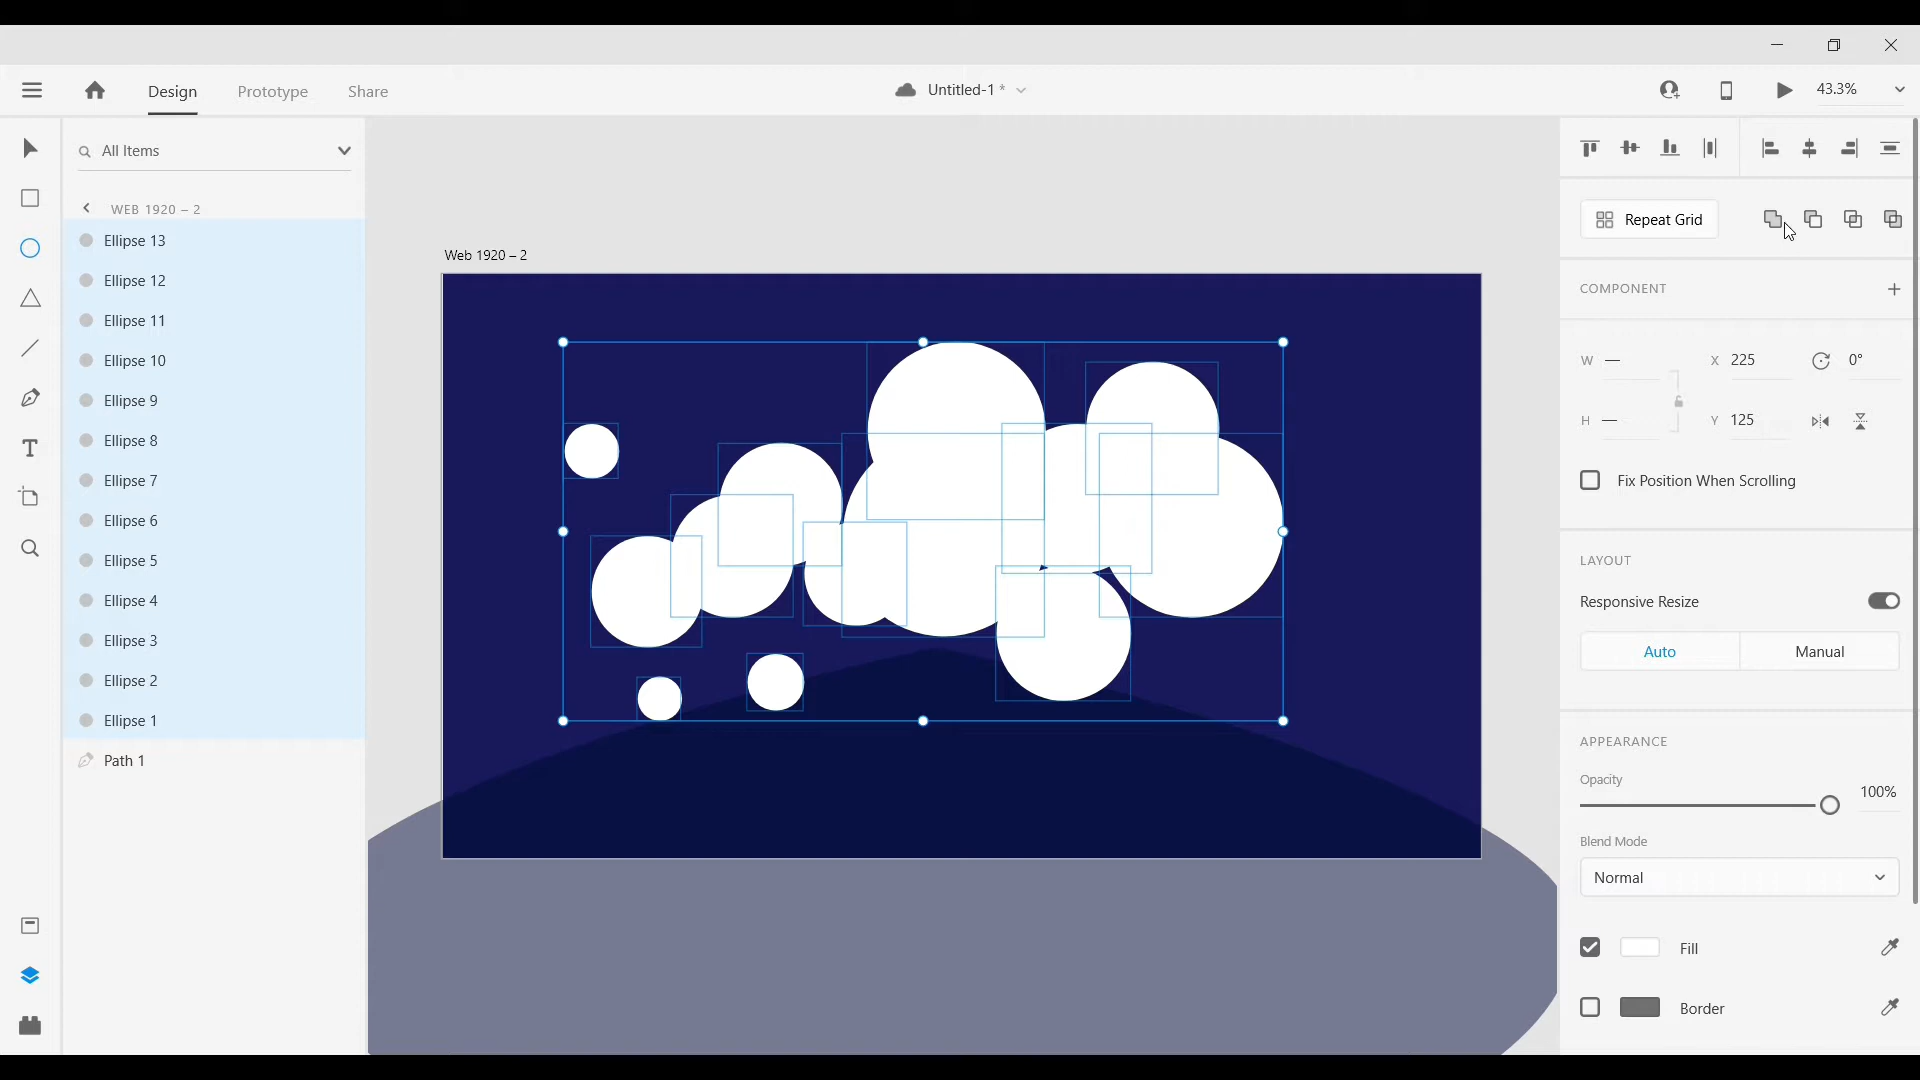 Design Prototype Share Untitled-1 * 43.3%
All Items
WEB 1920 – 2
Ellipse 13
Ellipse 12
Ellipse 11
Ellipse 10
Ellipse 9
Ellipse 8
Ellipse 7
Ellipse 6
Ellipse 5
Ellipse 4
Ellipse 3
Ellipse 2
Ellipse 1
Path 1
Web 1920 – 2
Repeat Grid
COMPONENT
W — X 225 0°
H — Y 125
Fix Position When Scrolling
LAYOUT
Responsive Resize
Auto Manual
APPEARANCE
Opacity
100%
Blend Mode
Normal
Fill
Border